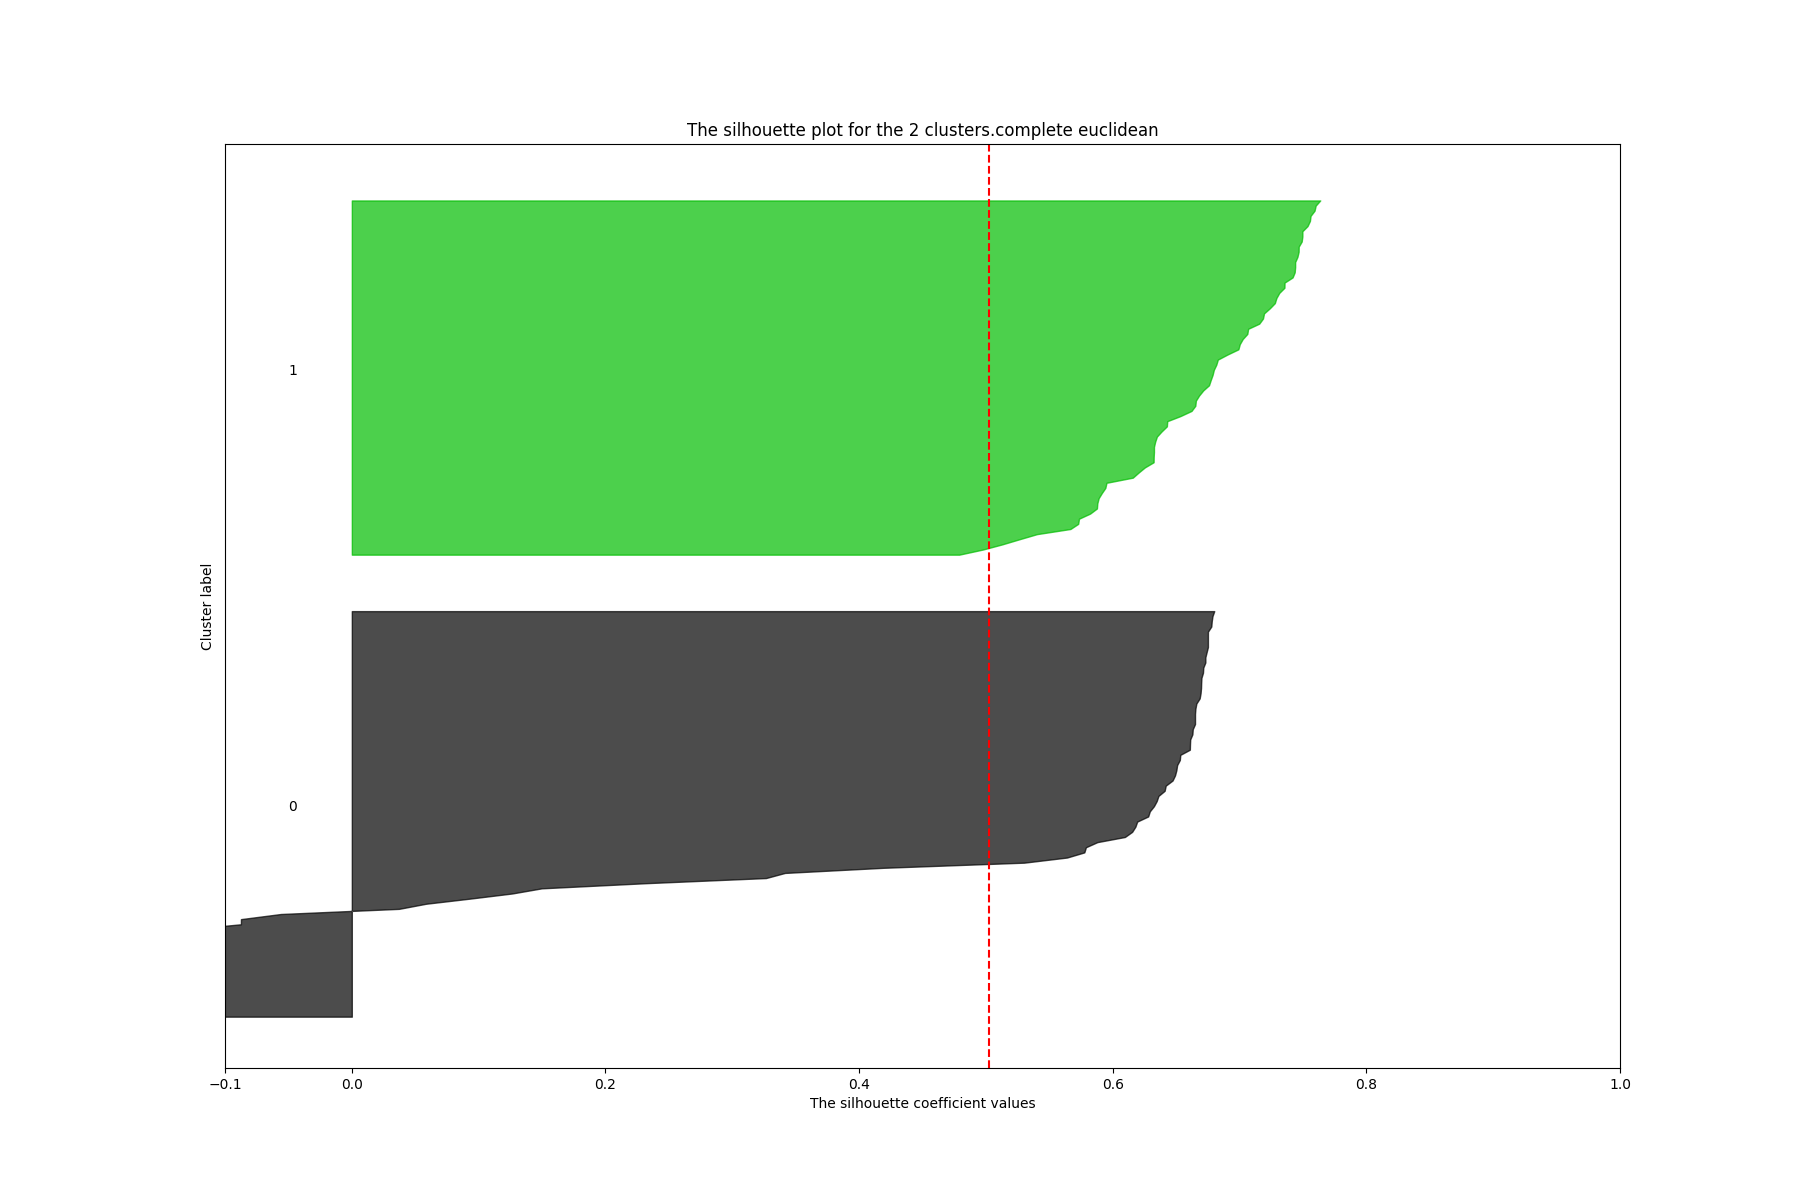 The silhouette plot for the 2 clusters.complete euclidean
1
Cluster label
0
−0.1 0.0 0.2 0.4 0.6 0.8 1.0
The silhouette coefficient values